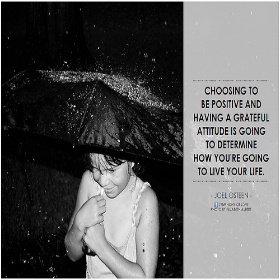 CHOOSING TO
BE POSITIVE AND
HAVING A GRATEFUL
ATTITUDE IS GOING
TO DETERMINE
HOW YOU'RE GOING
TO LIVE YOUR LIFE.
- JOEL OSTEEN -